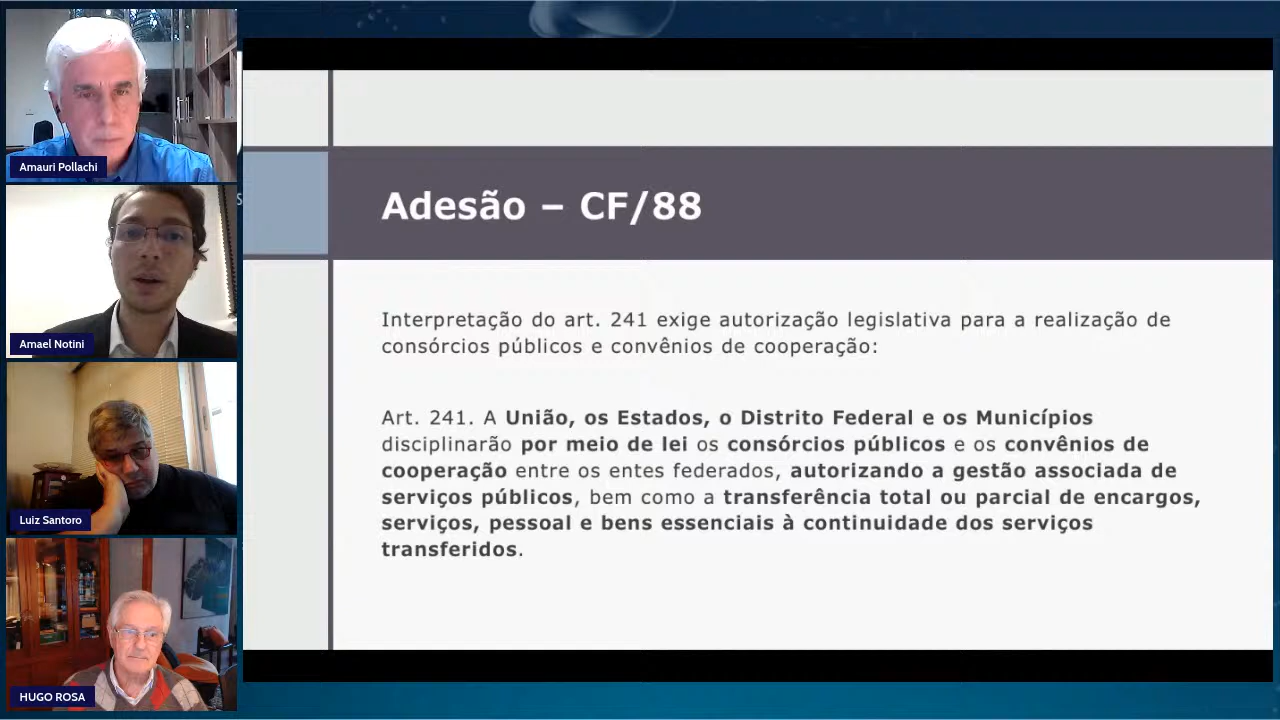 Amauri Pollachi
Amael Notini
Luiz Santoro
HUGO ROSA
Adesão – CF/88
Interpretação do art. 241 exige autorização legislativa para a realização de
consórcios públicos e convênios de cooperação:
Art. 241. A União, os Estados, o Distrito Federal e os Municípios
disciplinarão por meio de lei os consórcios públicos e os convênios de
cooperação entre os entes federados, autorizando a gestão associada de
serviços públicos, bem como a transferência total ou parcial de encargos,
serviços, pessoal e bens essenciais à continuidade dos serviços
transferidos.